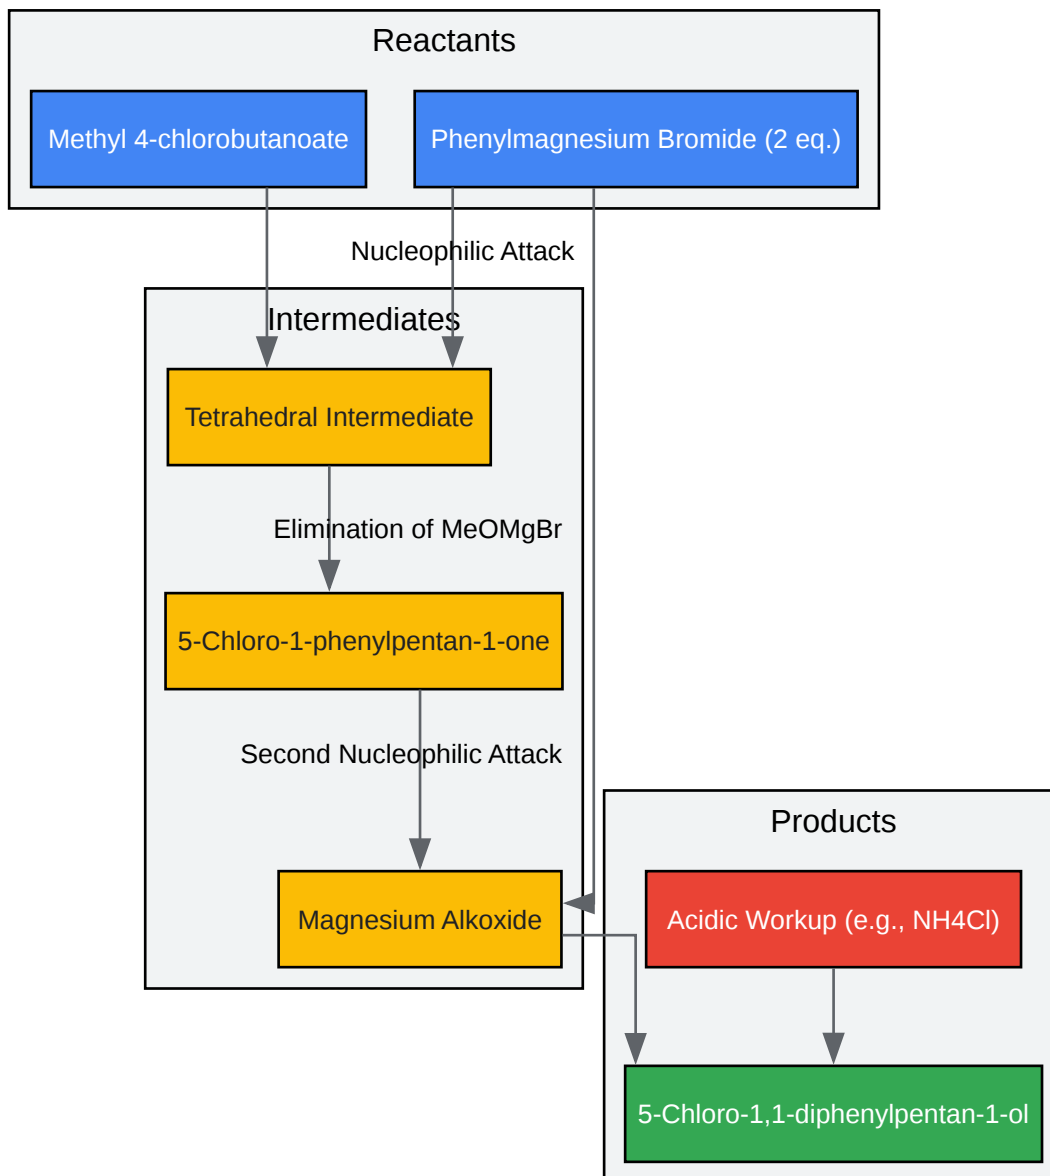 Reactants
Methyl 4-chlorobutanoate
Phenylmagnesium Bromide (2 eq.)
Nucleophilic Attack
Intermediates
Tetrahedral Intermediate
Elimination of MeOMgBr
5-Chloro-1-phenylpentan-1-one
Second Nucleophilic Attack
Magnesium Alkoxide
Products
Acidic Workup (e.g., NH4Cl)
5-Chloro-1,1-diphenylpentan-1-ol